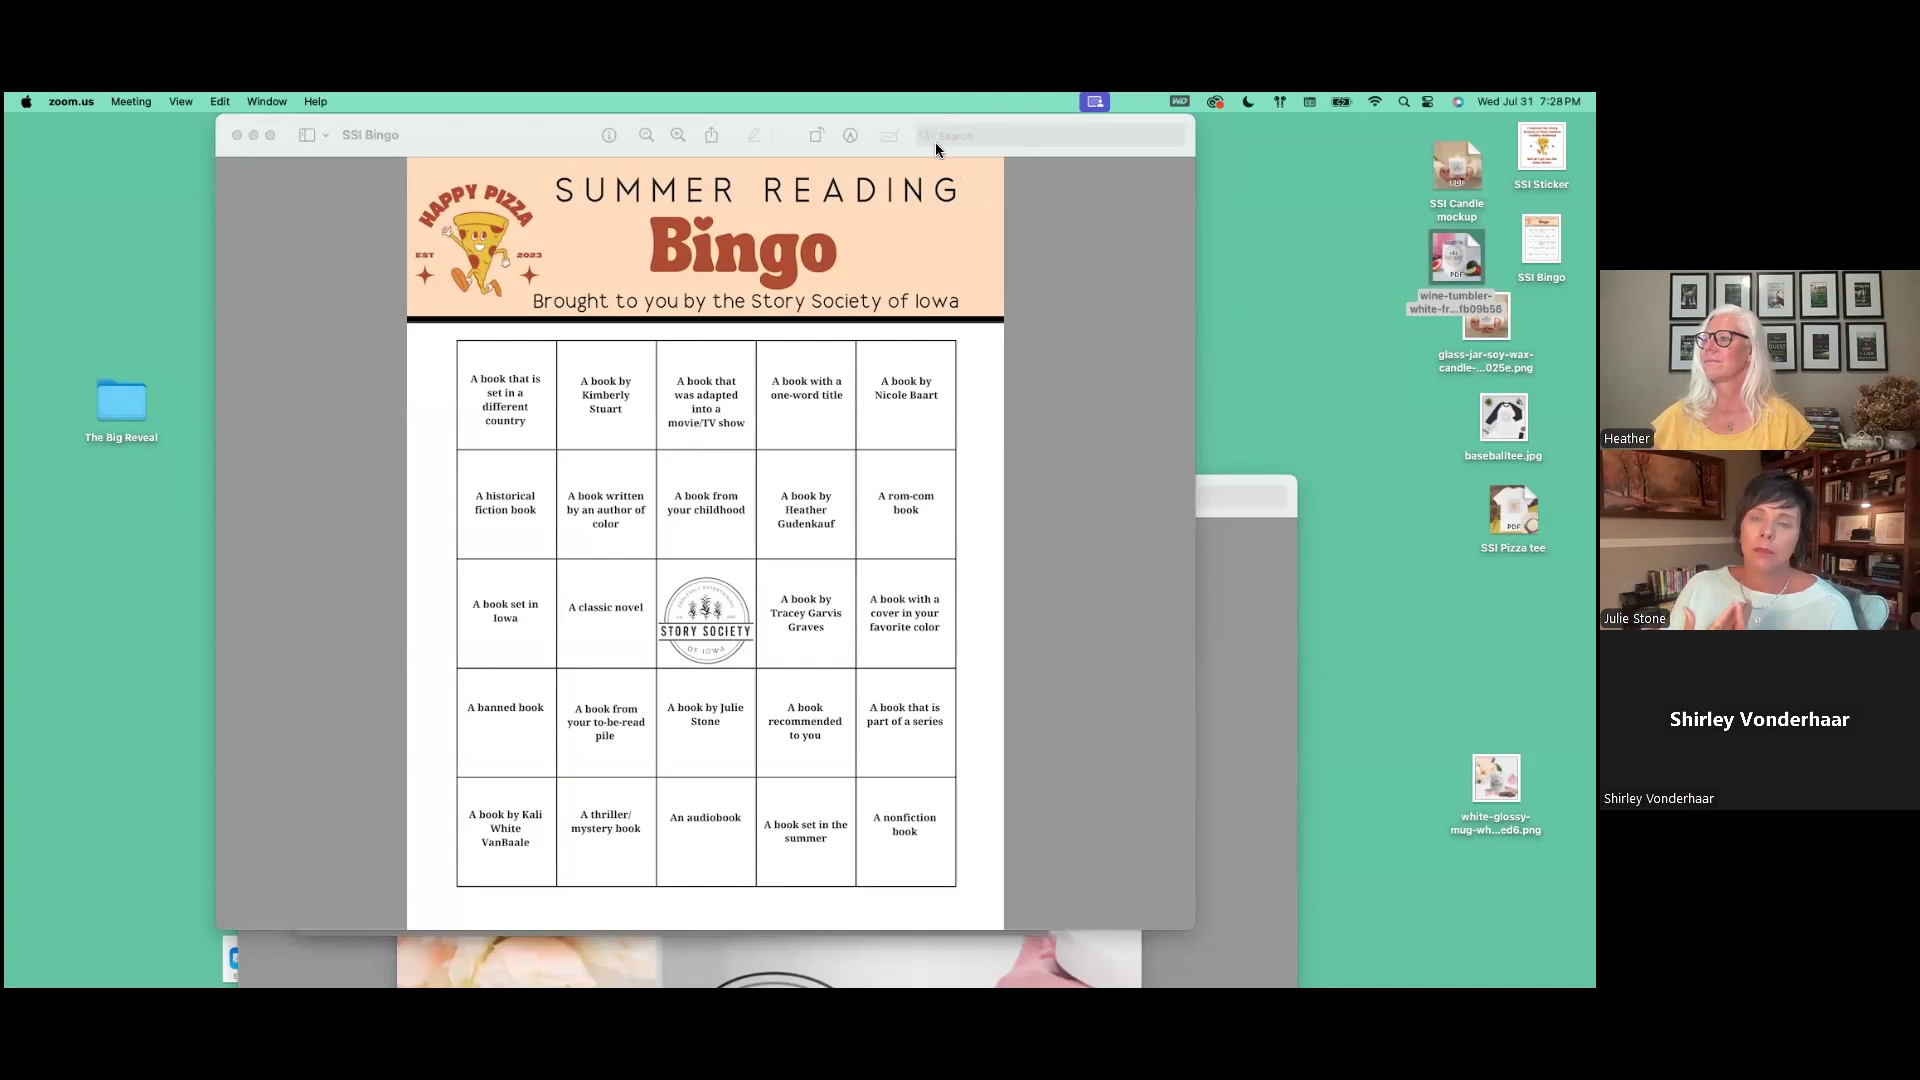 zoom.us Meeting View Edit Window Help
WD
Wed Jul 31 7:28 PM
SSI Bingo
Search
HAPPY PIZZA
EST 2023
SUMMER READING
Bingo
Brought to you by the Story Society of Iowa
A book that is
set in a
different
country
A book by
Kimberly
Stuart
A book that
was adapted
into a
movie/TV show
A book with a
one-word title
A book by
Nicole Baart
A historical
fiction book
A book written
by an author of
color
A book from
your childhood
A book by
Heather
Gudenkauf
A rom-com
book
A book set in
Iowa
A classic novel
ENDLESSLY ENTERTAINING
STORY SOCIETY
OF IOWA
A book by
Tracey Garvis
Graves
A book with a
cover in your
favorite color
A banned book
A book from
your to-be-read
pile
A book by Julie
Stone
A book
recommended
to you
A book that is
part of a series
A book by Kali
White
VanBaale
A thriller/
mystery book
An audiobook
A book set in the
summer
A nonfiction
book
The Big Reveal
PDF
SSI Candle
mockup
SSI Sticker
PDF
wine-tumbler-
white-fr...fb09b56
SSI Bingo
glass-jar-soy-wax-
candle-...025e.png
baseballtee.jpg
PDF
SSI Pizza tee
white-glossy-
mug-wh...ed6.png
Heather
Julie Stone
Shirley Vonderhaar
Shirley Vonderhaar